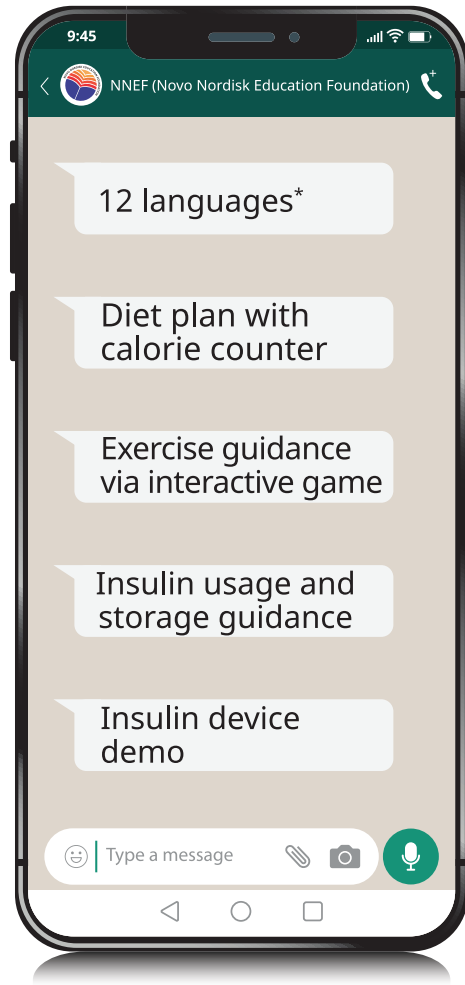 9:45
NNEF (Novo Nordisk Education Foundation)
12 languages*
Diet plan with
calorie counter
Exercise guidance
via interactive game
Insulin usage and
storage guidance
Insulin device
demo
Type a message